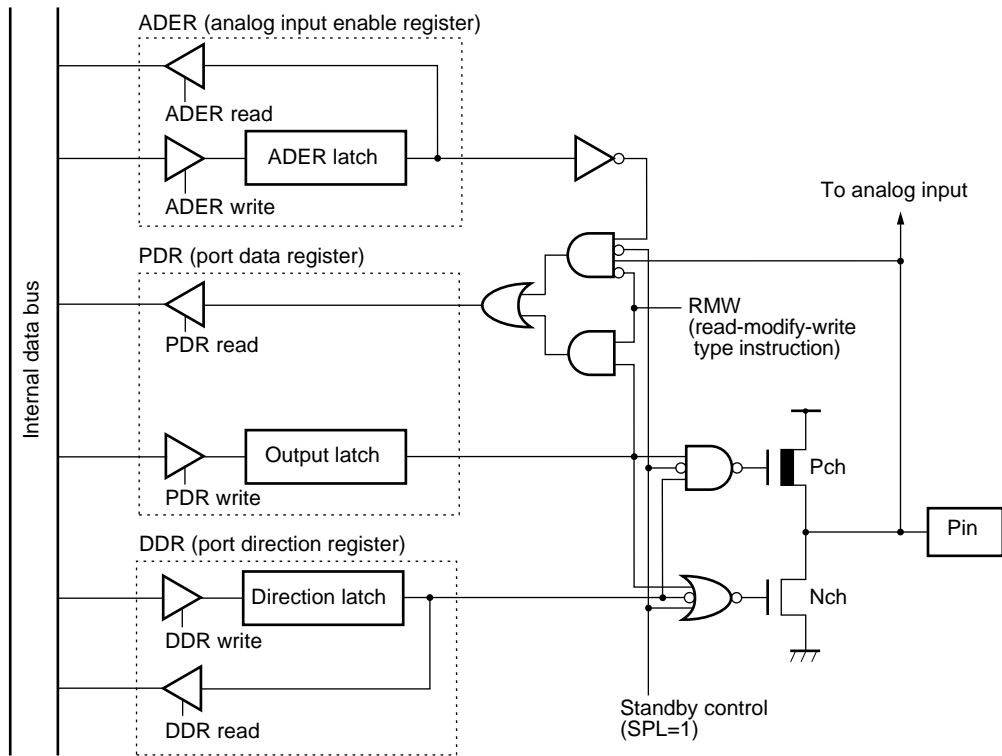 ADER (analog input enable register)
ADER read
ADER latch
ADER write
To analog input
PDR (port data register)
RMW
(read-modify-write
type instruction)
PDR read
Internal data bus
Output latch
Pch
PDR write
Pin
DDR (port direction register)
Direction latch
Nch
DDR write
Standby control
(SPL=1)
DDR read